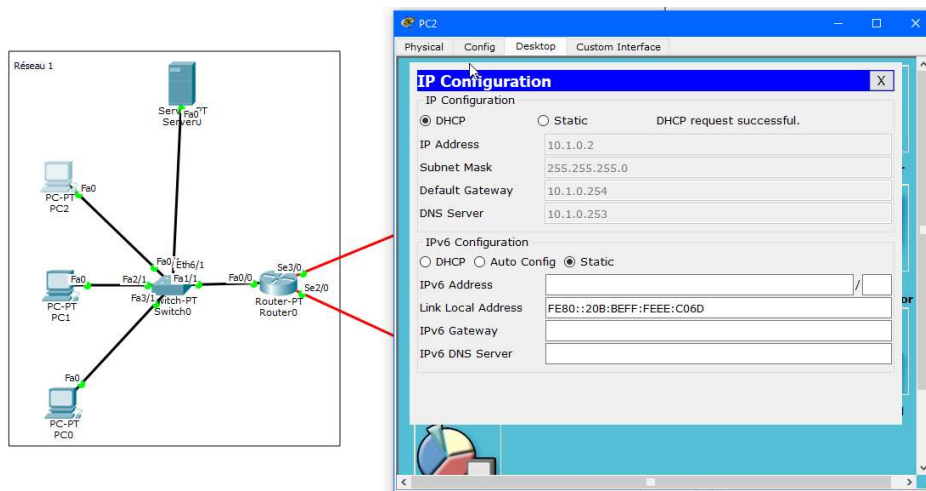 Réseau 1
Fa0
Server0
Fa0
PC-PT
PC2
Fa0
Eth6/1
Fa0
Fa2/1
Fa1/1
Fa0/0
Se3/0
Se2/0
PC-PT
PC1
Fa3/1
Switch0
Router-PT
Router0
Fa0
PC-PT
PC0
PC2
Physical Config Desktop Custom Interface
IP Configuration X
IP Configuration
DHCP Static DHCP request successful.
IP Address 10.1.0.2
Subnet Mask 255.255.255.0
Default Gateway 10.1.0.254
DNS Server 10.1.0.253
IPv6 Configuration
DHCP Auto Config Static
IPv6 Address /
Link Local Address FE80::20B:BEFF:FEEE:C06D
IPv6 Gateway
IPv6 DNS Server